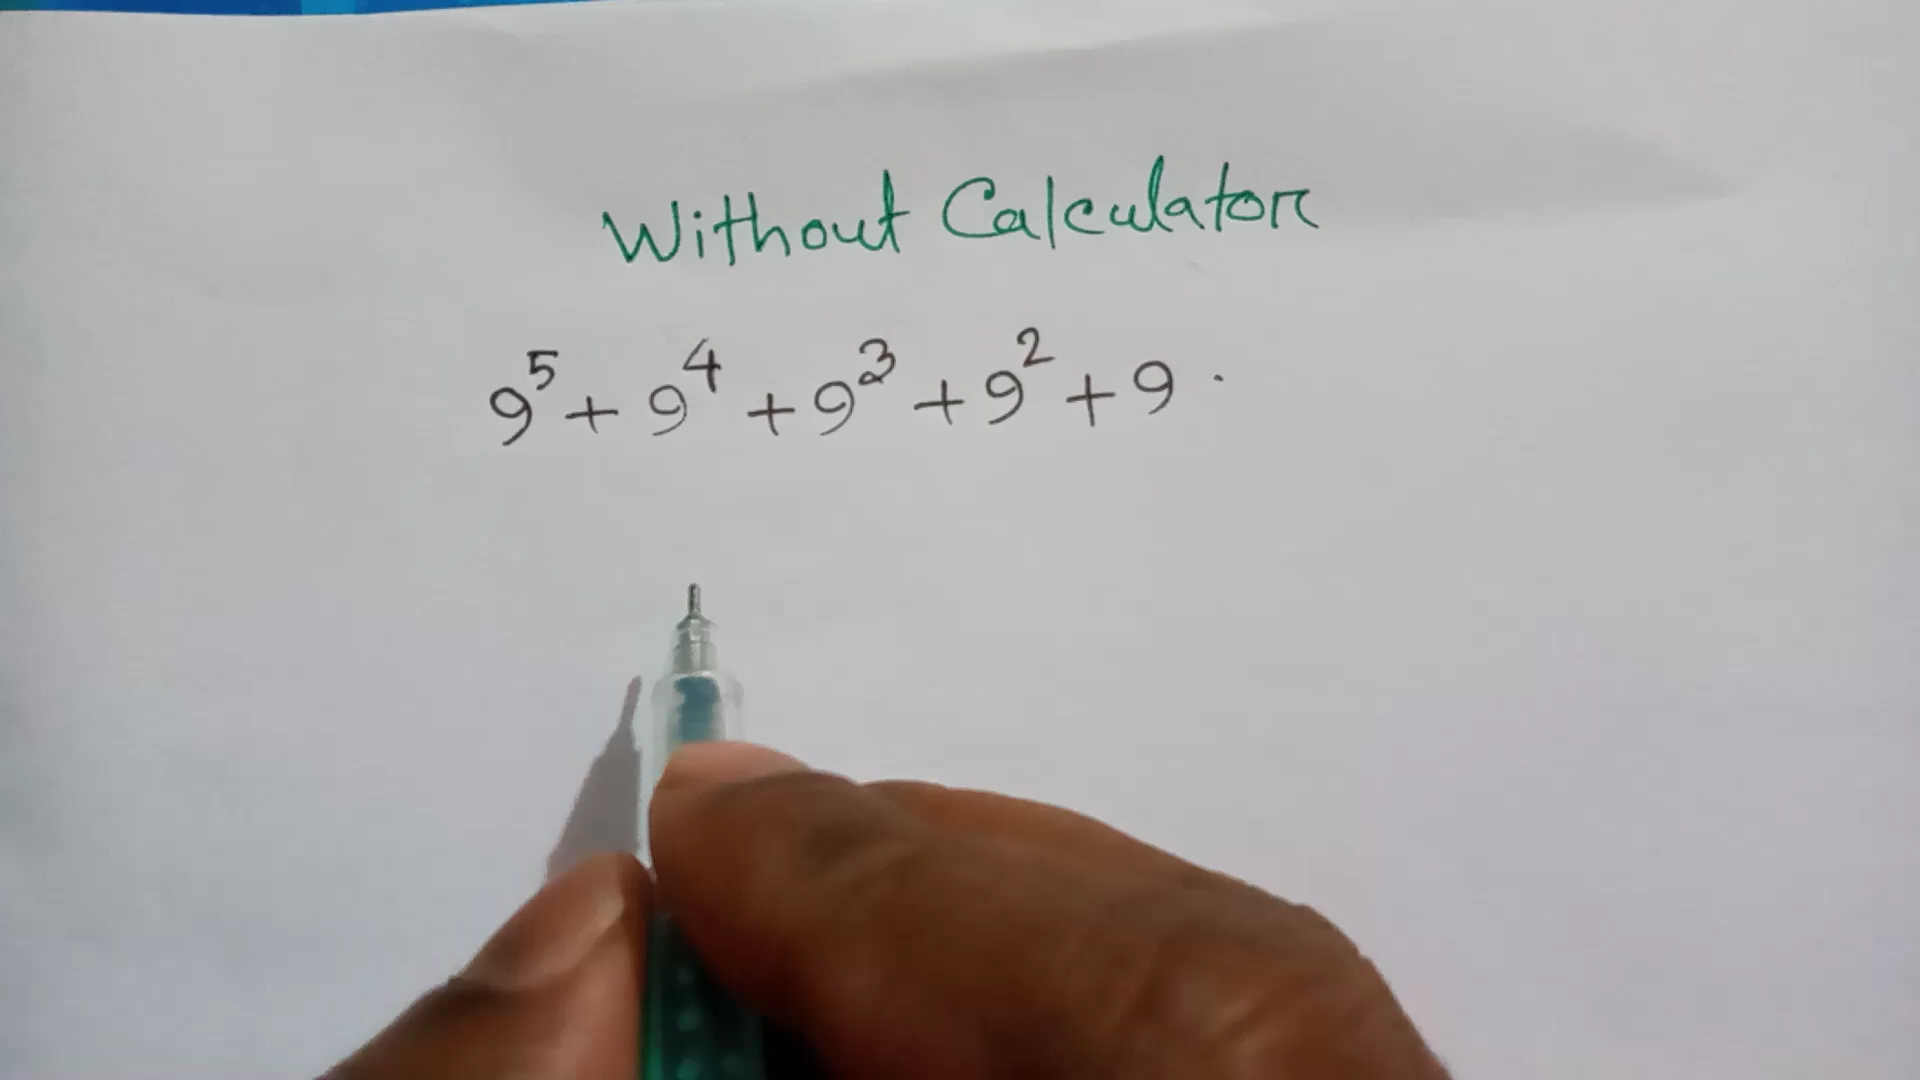 Without Calculator
9⁵ + 9⁴ + 9³ + 9² + 9 .